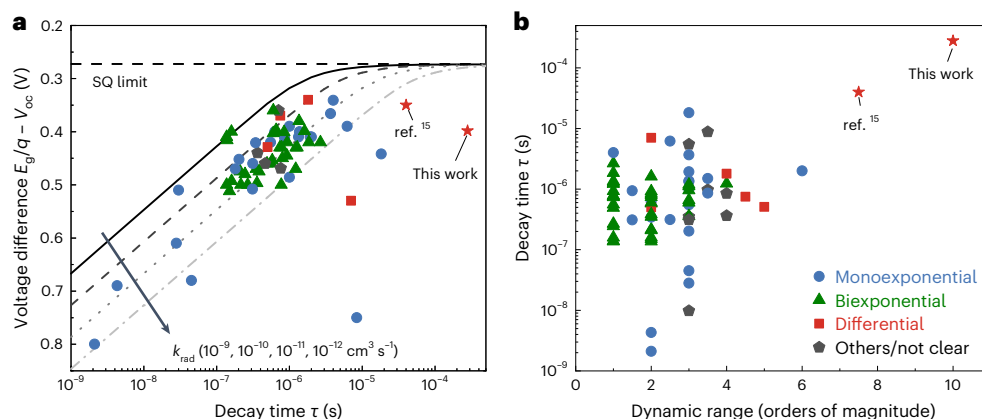 a
0.2
0.3
0.4
0.5
0.6
0.7
0.8
Voltage difference E_g/q − V_oc (V)
SQ limit
ref. ¹⁵
This work
k_rad (10⁻⁹, 10⁻¹⁰, 10⁻¹¹, 10⁻¹² cm³ s⁻¹)
10⁻⁹
10⁻⁸
10⁻⁷
10⁻⁶
10⁻⁵
10⁻⁴
Decay time τ (s)
b
10⁻⁴
10⁻⁵
10⁻⁶
10⁻⁷
10⁻⁸
10⁻⁹
Decay time τ (s)
This work
ref. ¹⁵
Monoexponential
Biexponential
Differential
Others/not clear
0
2
4
6
8
10
Dynamic range (orders of magnitude)